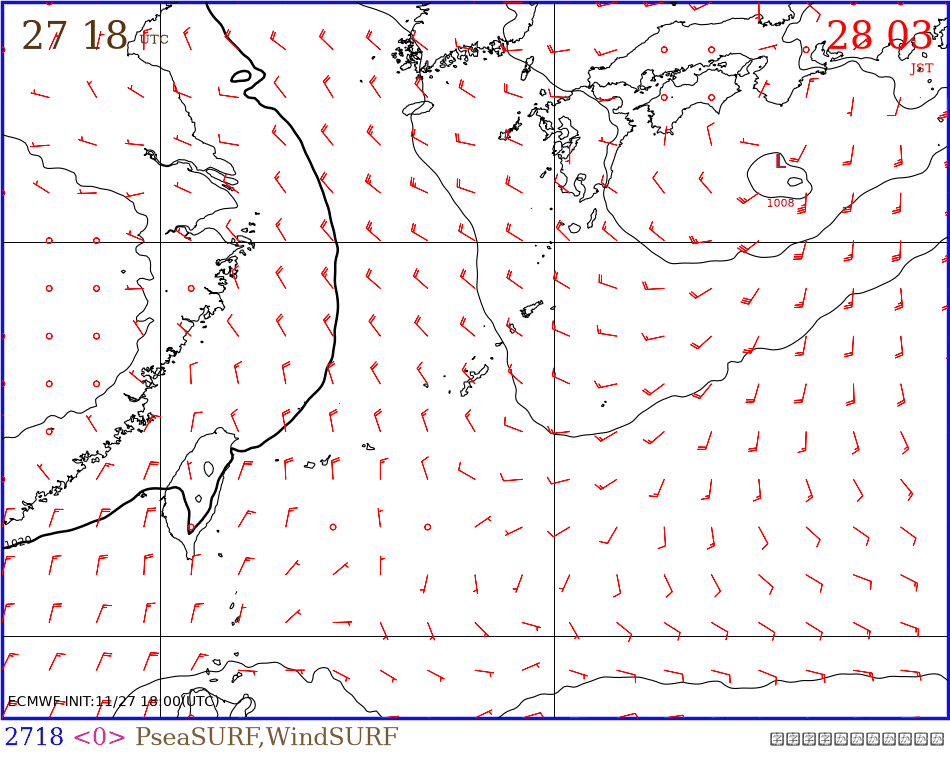 27 18 UTC 28 03
JST
L
1008
1020
ECMWF INIT:11/27 18:00(UTC)
2718 <0> PseaSURF,WindSURF